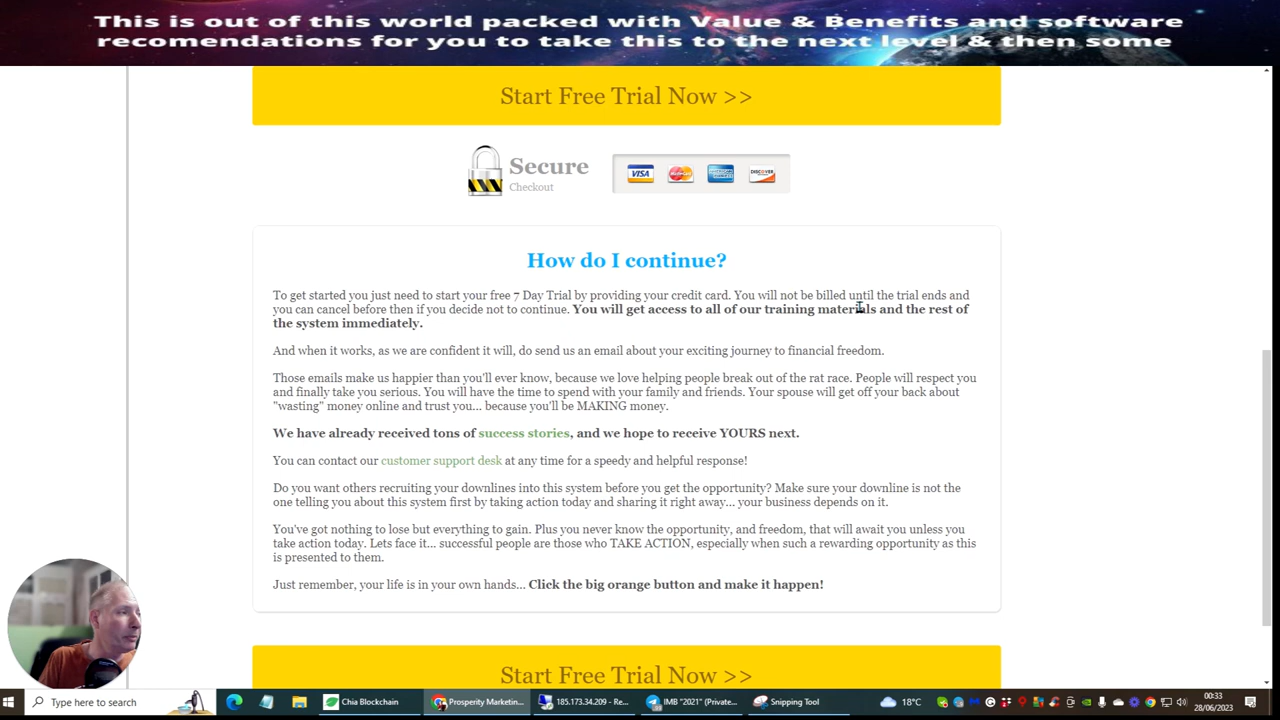 This is out of this world packed with Value & Benefits and software
recomendations for you to take this to the next level & then some
Start Free Trial Now >>
Secure
Checkout
VISA
DISCOVER
How do I continue?
To get started you just need to start your free 7 Day Trial by providing your credit card. You will not be billed until the trial ends and
you can cancel before then if you decide not to continue. You will get access to all of our training materials and the rest of
the system immediately.
And when it works, as we are confident it will, do send us an email about your exciting journey to financial freedom.
Those emails make us happier than you'll ever know, because we love helping people break out of the rat race. People will respect you
and finally take you serious. You will have the time to spend with your family and friends. Your spouse will get off your back about
"wasting" money online and trust you... because you'll be MAKING money.
We have already received tons of success stories, and we hope to receive YOURS next.
You can contact our customer support desk at any time for a speedy and helpful response!
Do you want others recruiting your downlines into this system before you get the opportunity? Make sure your downline is not the
one telling you about this system first by taking action today and sharing it right away... your business depends on it.
You've got nothing to lose but everything to gain. Plus you never know the opportunity, and freedom, that will await you unless you
take action today. Lets face it... successful people are those who TAKE ACTION, especially when such a rewarding opportunity as this
is presented to them.
Just remember, your life is in your own hands... Click the big orange button and make it happen!
Start Free Trial Now >>
Type here to search
Chia Blockchain
Prosperity Marketin...
185.173.34.209 - Re...
IMB "2021" (Private...
Snipping Tool
18°C
00:33
28/06/2023